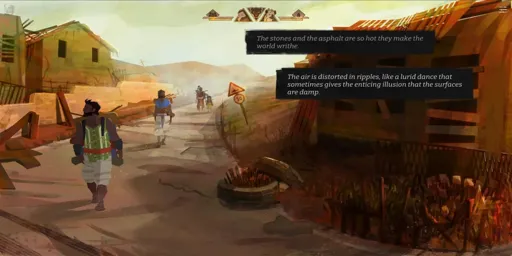 The stones and the asphalt are so hot they make the
world writhe.
The air is distorted in ripples, like a lurid dance that
sometimes gives the enticing illusion that the surfaces
are damp.